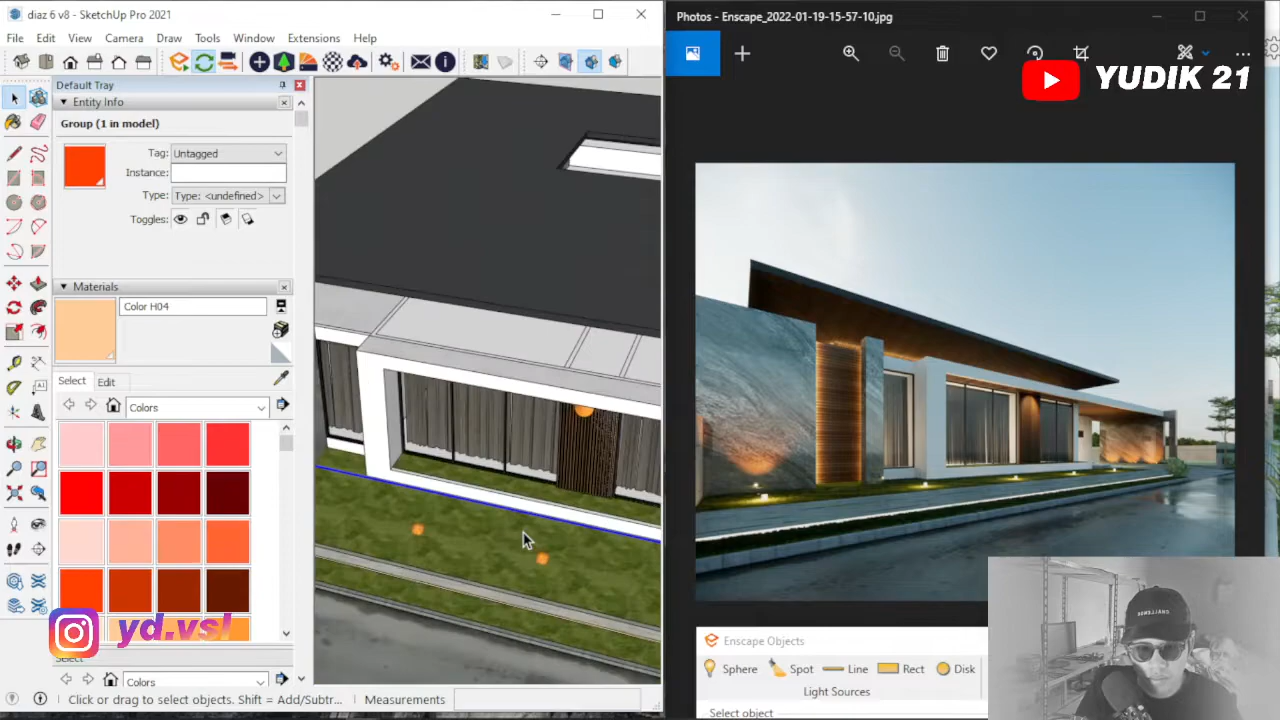 diaz 6 v8 - SketchUp Pro 2021
File Edit View Camera Draw Tools Window Extensions Help
Default Tray
Entity Info
Group (1 in model)
Tag: Untagged
Instance:
Type: Type: <undefined>
Toggles:
Materials
Color H04
Select Edit
Colors
Select
Colors
Click or drag to select objects. Shift = Add/Subtr... Measurements
yd.vsl
Photos - Enscape_2022-01-19-15-57-10.jpg
YUDIK 21
Enscape Objects
Sphere Spot Line Rect Disk
Light Sources
Select object
CHALLENGE